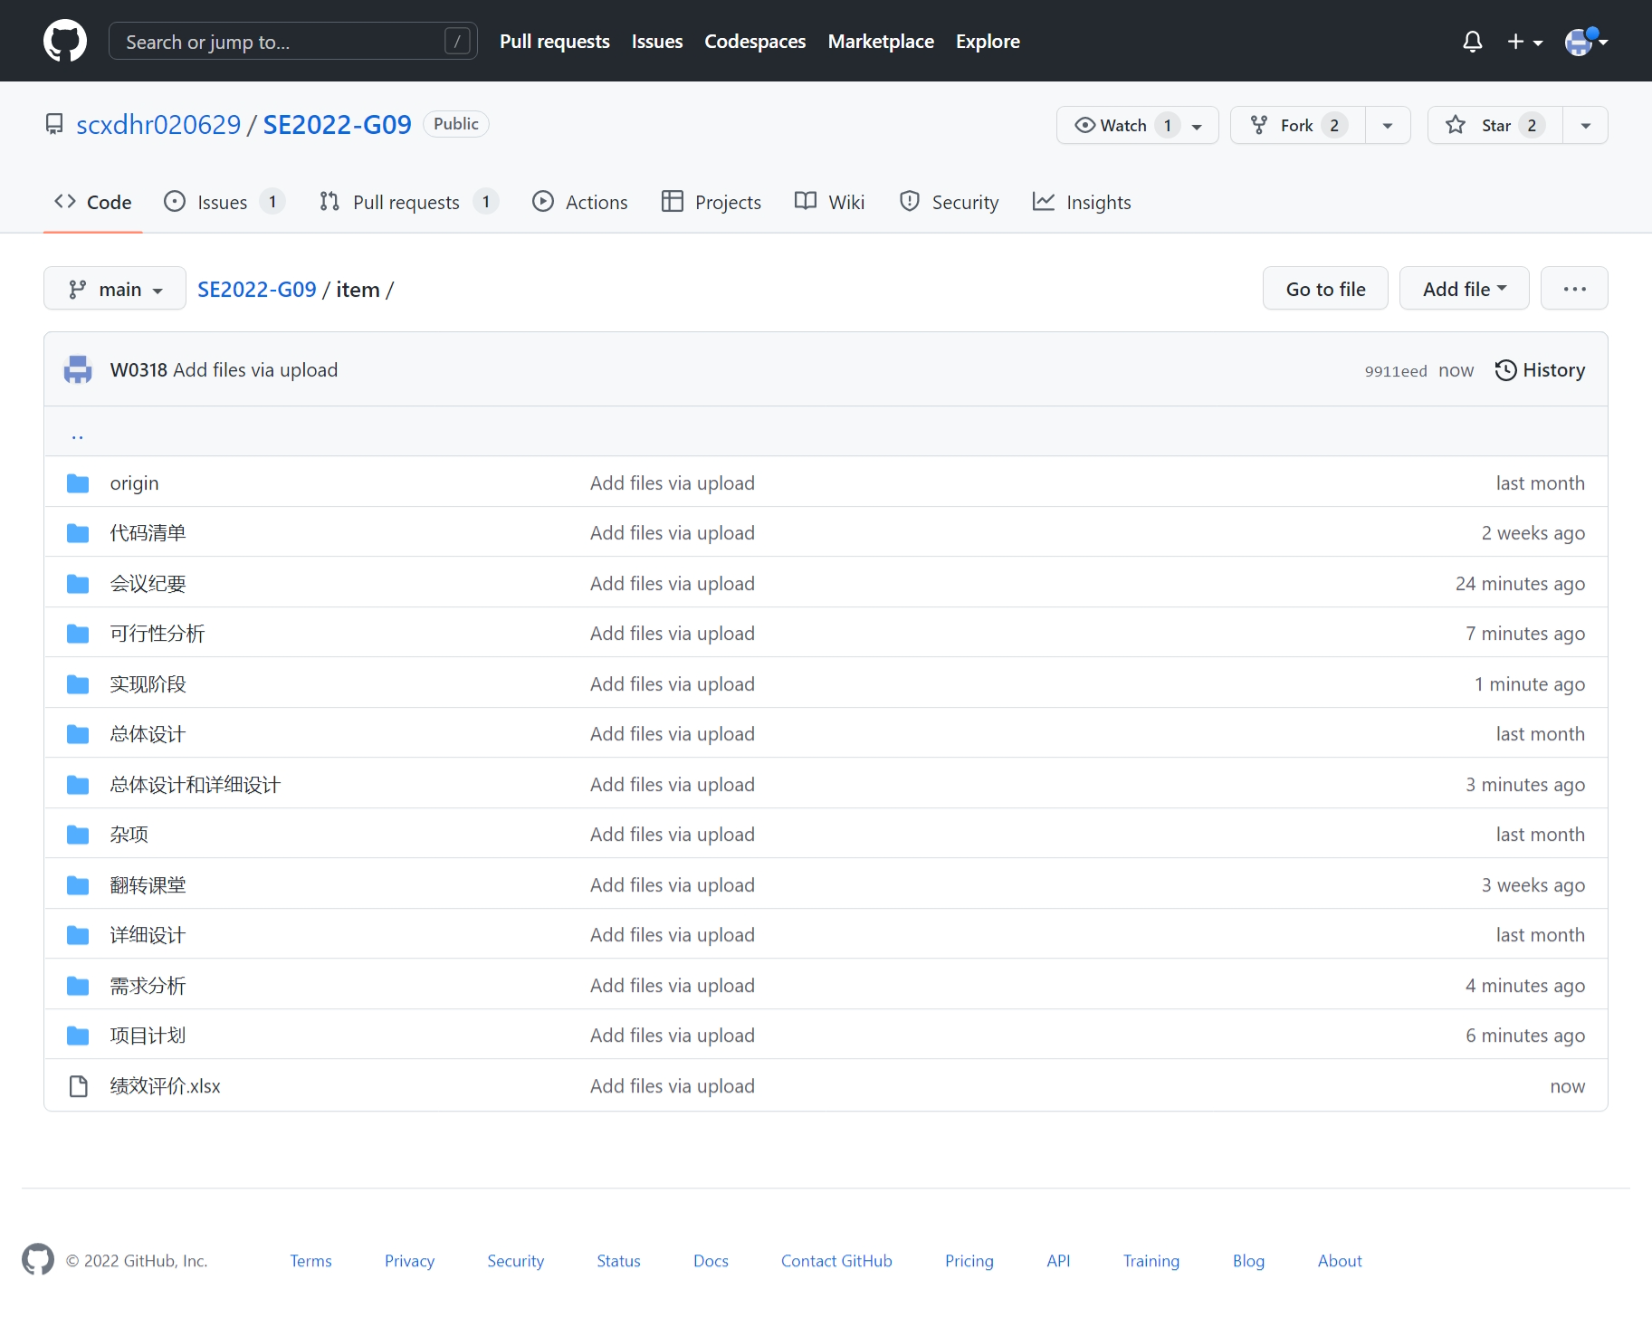 Search or jump to... / Pull requests Issues Codespaces Marketplace Explore
scxdhr020629 / SE2022-G09 Public Watch 1 Fork 2 Star 2
Code Issues 1 Pull requests 1 Actions Projects Wiki Security Insights
main SE2022-G09 / item / Go to file Add file ...
W0318 Add files via upload 9911eed now History
..
origin Add files via upload last month
代码清单 Add files via upload 2 weeks ago
会议纪要 Add files via upload 24 minutes ago
可行性分析 Add files via upload 7 minutes ago
实现阶段 Add files via upload 1 minute ago
总体设计 Add files via upload last month
总体设计和详细设计 Add files via upload 3 minutes ago
杂项 Add files via upload last month
翻转课堂 Add files via upload 3 weeks ago
详细设计 Add files via upload last month
需求分析 Add files via upload 4 minutes ago
项目计划 Add files via upload 6 minutes ago
绩效评价.xlsx Add files via upload now
© 2022 GitHub, Inc. Terms Privacy Security Status Docs Contact GitHub Pricing API Training Blog About